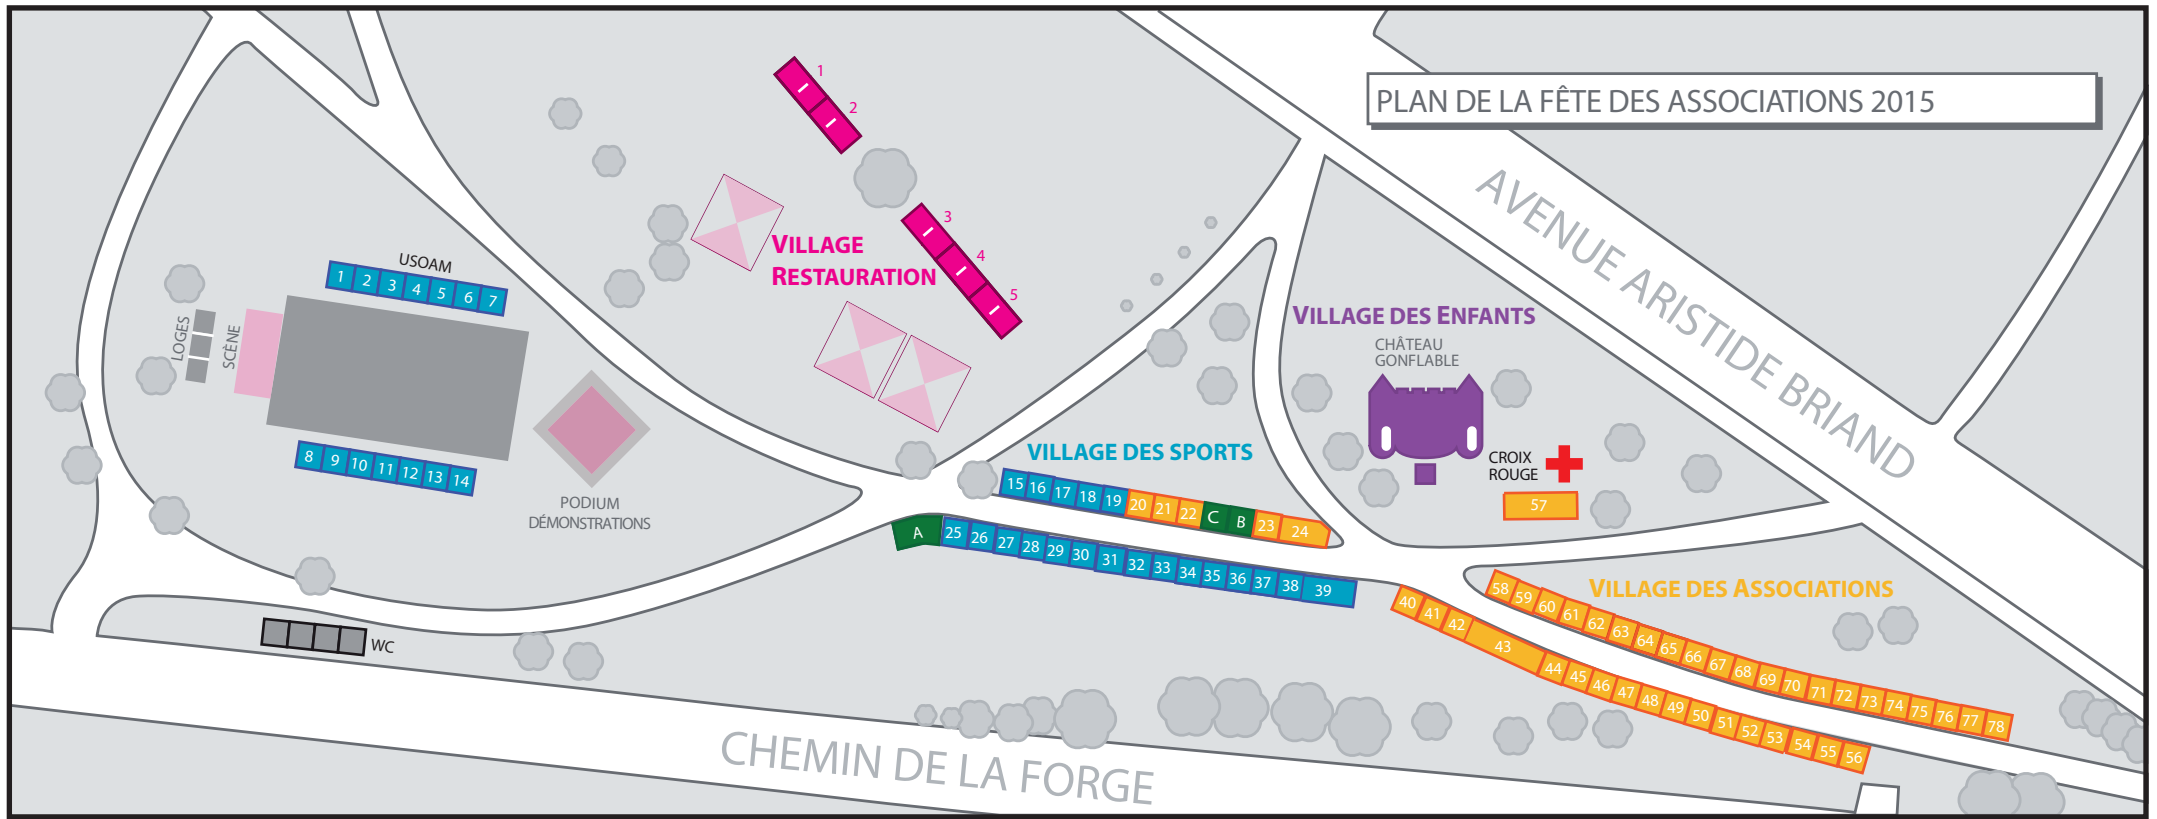 PLAN DE LA FÊTE DES ASSOCIATIONS 2015
AVENUE ARISTIDE BRIAND
1
2
3
4
5
VILLAGE
RESTAURATION
USOAM
1 2 3 4 5 6 7
LOGES
SCÈNE
8 9 10 11 12 13 14
PODIUM
DÉMONSTRATIONS
VILLAGE DES ENFANTS
CHÂTEAU
GONFLABLE
CROIX
ROUGE
57
VILLAGE DES SPORTS
15 16 17 18 19 20 21 22 C B 23 24
A 25 26 27 28 29 30 31 32 33 34 35 36 37 38 39
VILLAGE DES ASSOCIATIONS
58 59 60 61 62 63 64 65 66 67 68 69 70 71 72 73 74 75 76 77 78
40 41 42 43 44 45 46 47 48 49 50 51 52 53 54 55 56
WC
CHEMIN DE LA FORGE